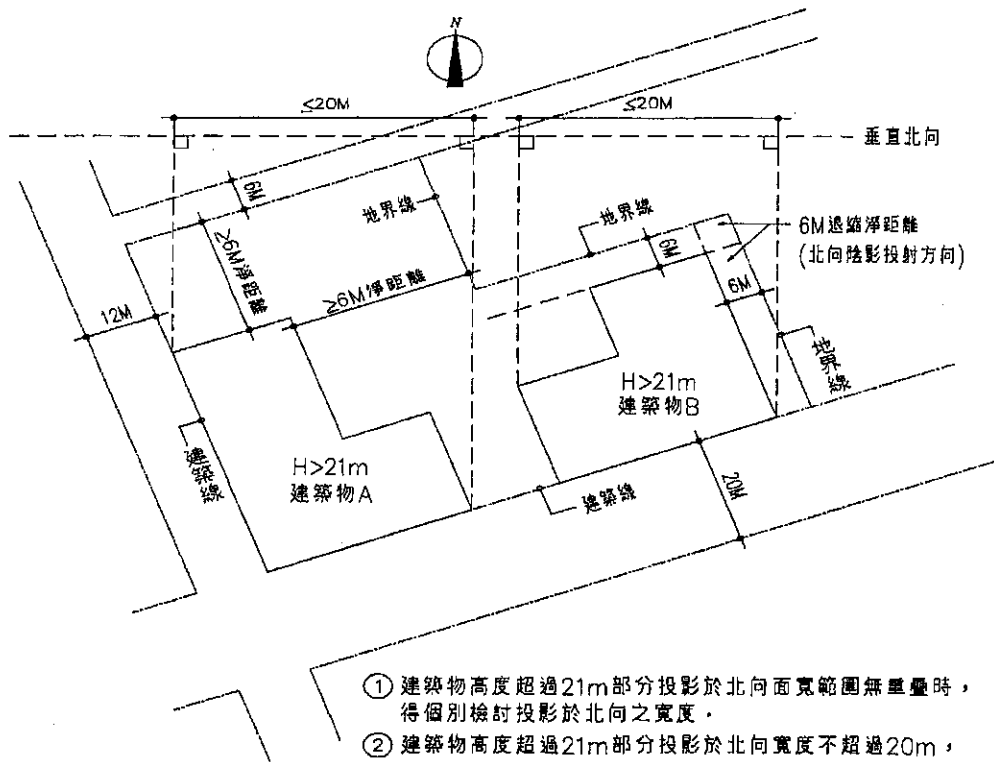 N
≤20M
≤20M
垂直北向
6M
地界線
地界線
6M
6M退縮淨距離
(北向陰影投射方向)
≥6M淨距離
≥6M淨距離
6M
12M
地界線
H>21m
建築物B
建築線
H>21m
建築物A
建築線
20M
① 建築物高度超過21m部分投影於北向面寬範圍無重疊時，
得個別檢討投影於北向之寬度．
② 建築物高度超過21m部分投影於北向寬度不超過20m，